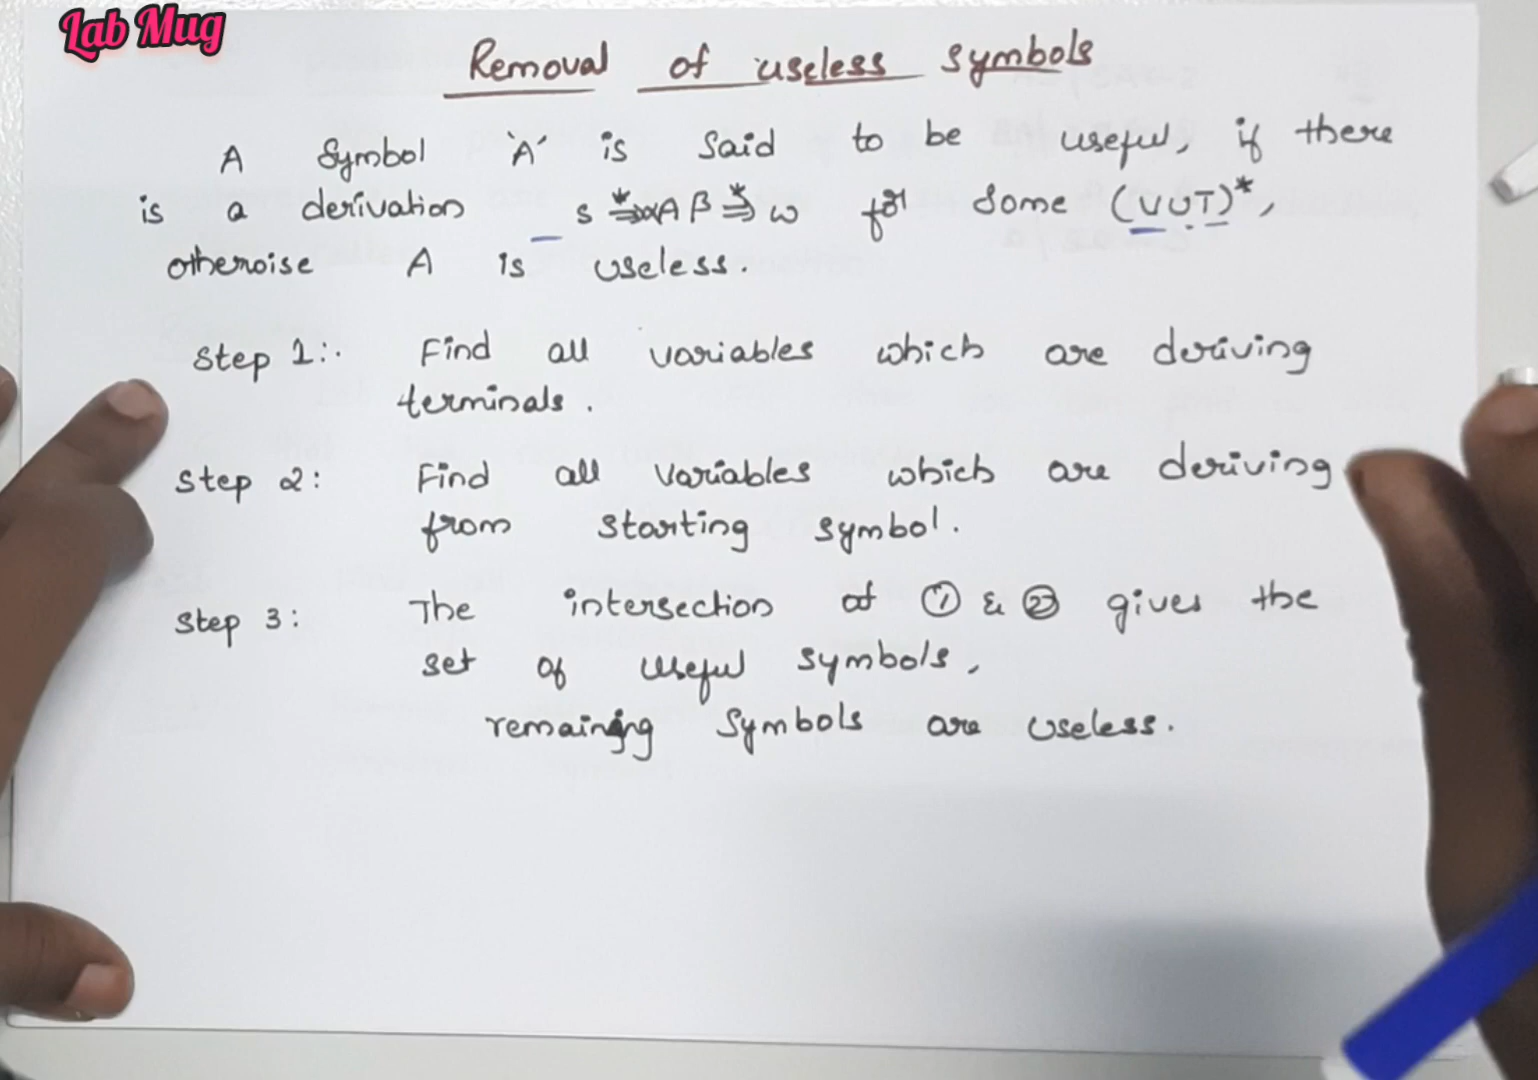 Lab Mug
Removal of useless symbols
A Symbol 'A' is said to be useful, if there
is a derivation s ⇒* αAβ ⇒* ω for some (VUT)*,
otherwise A is useless.
Step 1:. Find all variables which are deriving
terminals.
Step 2: Find all variables which are deriving
from starting symbol.
Step 3: The intersection of ① & ② gives the
set of useful symbols,
remaining symbols are useless.